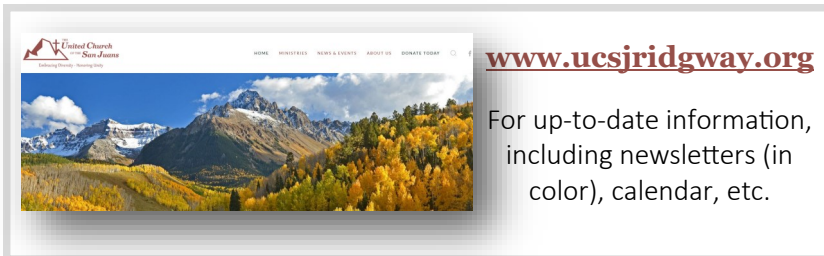 THE
United Church
OF THE San Juans
Embracing Diversity - Honoring Unity
HOME MINISTRIES NEWS & EVENTS ABOUT US DONATE TODAY
www.ucsjridgway.org
For up-to-date information,
including newsletters (in
color), calendar, etc.